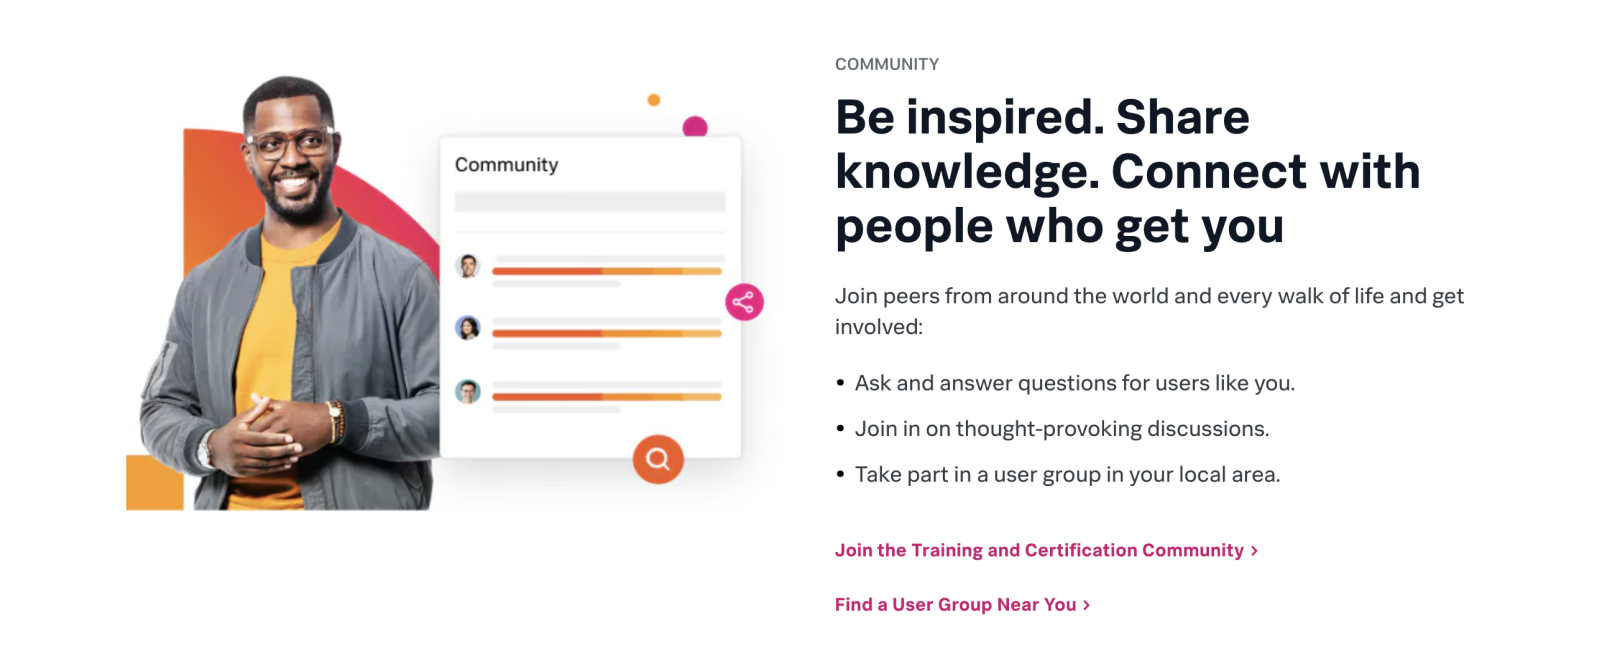 COMMUNITY
Be inspired. Share
knowledge. Connect with
people who get you
Join peers from around the world and every walk of life and get
involved:
• Ask and answer questions for users like you.
• Join in on thought-provoking discussions.
• Take part in a user group in your local area.
Join the Training and Certification Community >
Find a User Group Near You >
Community